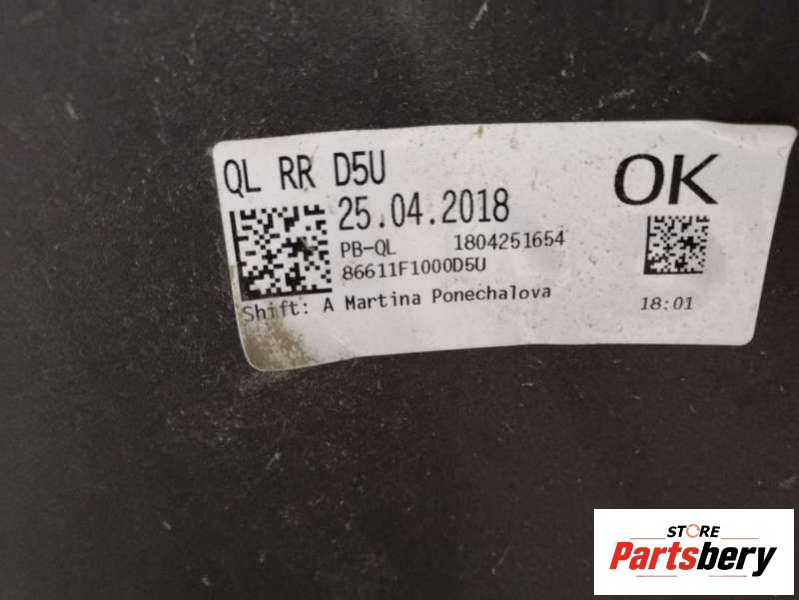 QL RR D5U
OK
25.04.2018
PB-QL 1804251654
86611F1000D5U
Shift: A Martina Ponechalova
18:01
STORE
Partsbery